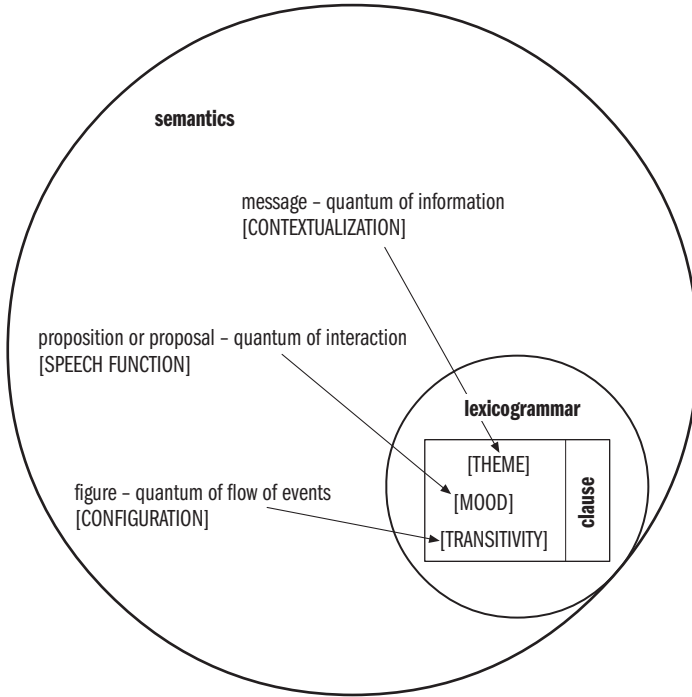 semantics
message – quantum of information
[CONTEXTUALIZATION]
proposition or proposal – quantum of interaction
[SPEECH FUNCTION]
figure – quantum of flow of events
[CONFIGURATION]
lexicogrammar
[THEME]
[MOOD]
[TRANSITIVITY]
clause